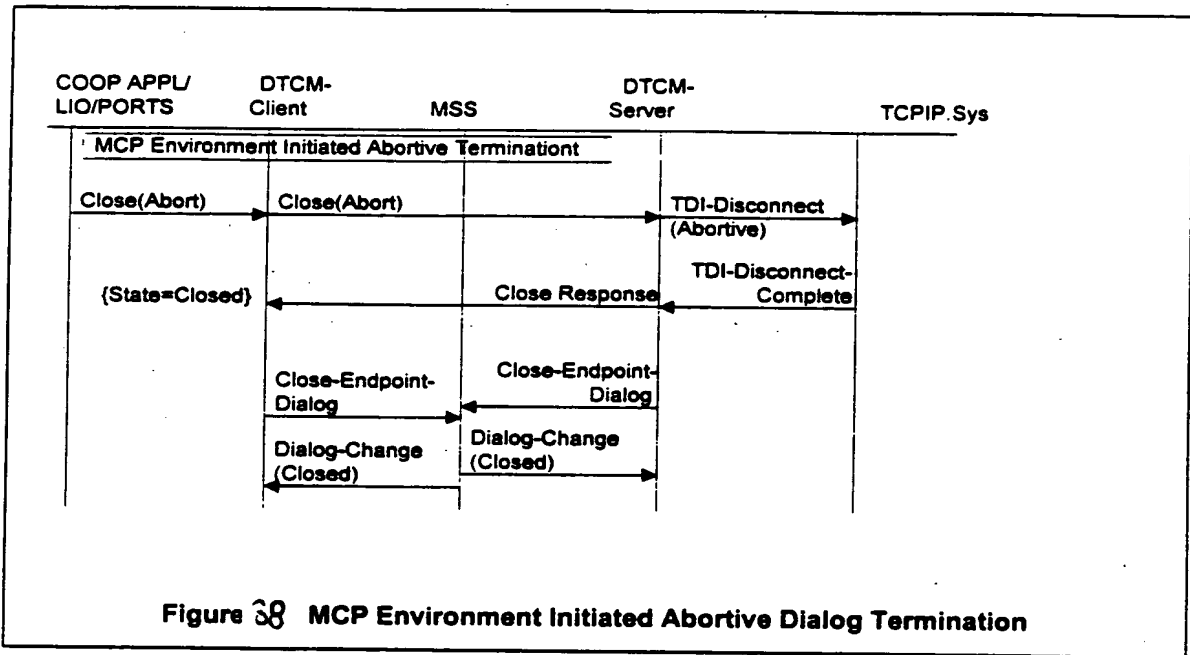 COOP APPL/ DTCM- DTCM-
LIO/PORTS Client MSS Server TCPIP.Sys
MCP Environment Initiated Abortive Terminationt
Close(Abort) Close(Abort) TDI-Disconnect
(Abortive)
TDI-Disconnect-
{State=Closed} Close Response Complete
Close-Endpoint- Close-Endpoint-
Dialog Dialog
Dialog-Change Dialog-Change
(Closed) (Closed)
Figure 38 MCP Environment Initiated Abortive Dialog Termination